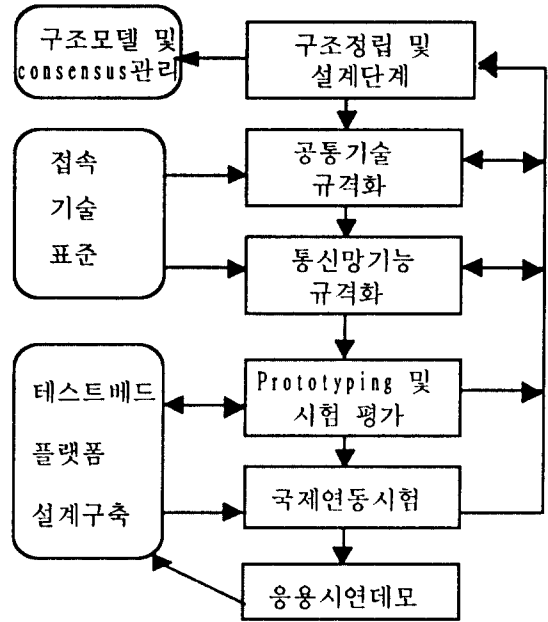 구조모델 및
consensus관리
구조정립 및
설계단계
접속
기술
표준
공통기술
규격화
통신망기능
규격화
테스트베드
플랫폼
설계구축
Prototyping 및
시험 평가
국제연동시험
응용시연데모